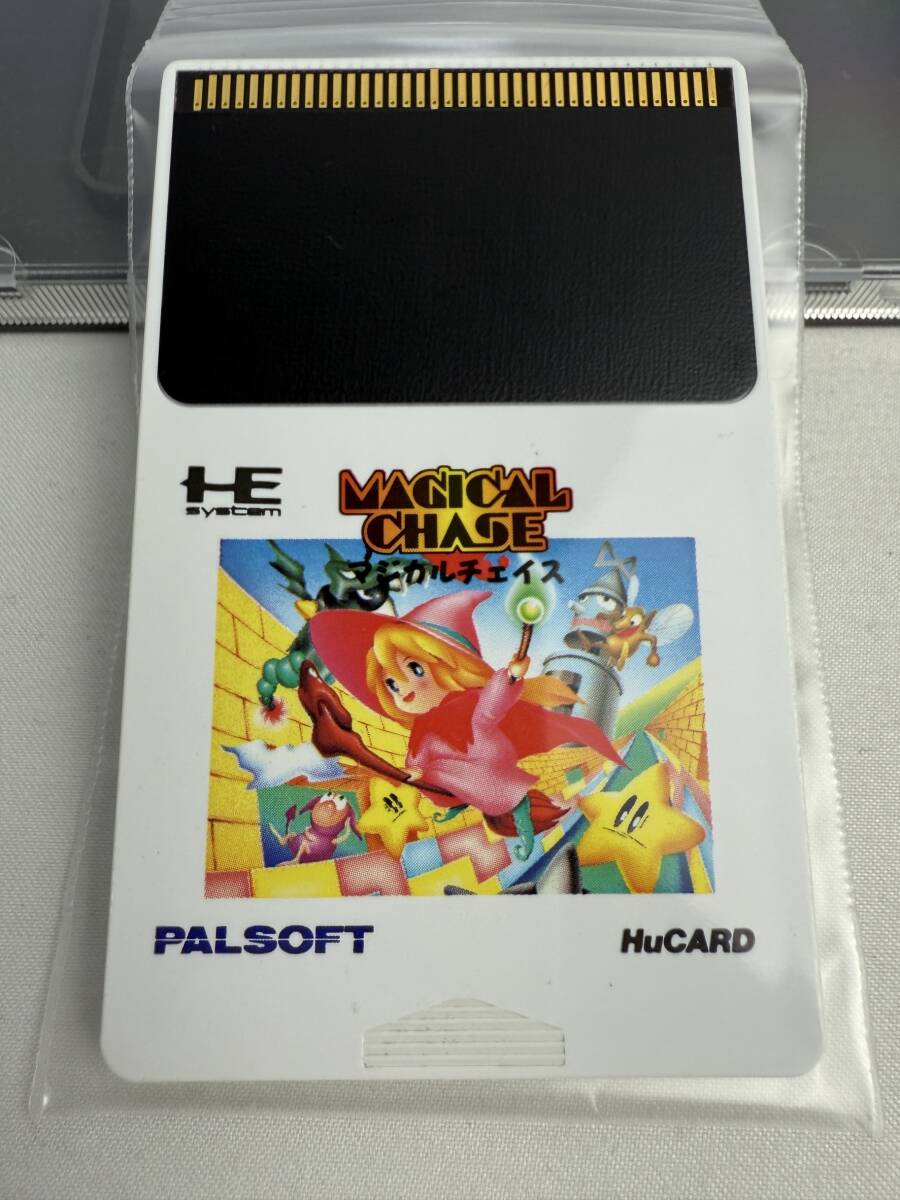 HE
system
MAGICAL
CHASE
マジカルチェイス
PALSOFT
HuCARD